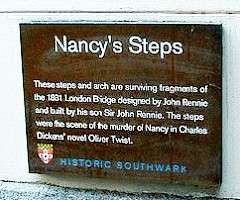 Nancy's Steps
These steps and arch are surviving fragments of
the 1831 London Bridge designed by John Rennie
and built by his son Sir John Rennie. The steps
were the scene of the murder of Nancy in Charles
Dickens' novel Oliver Twist.
HISTORIC SOUTHWARK